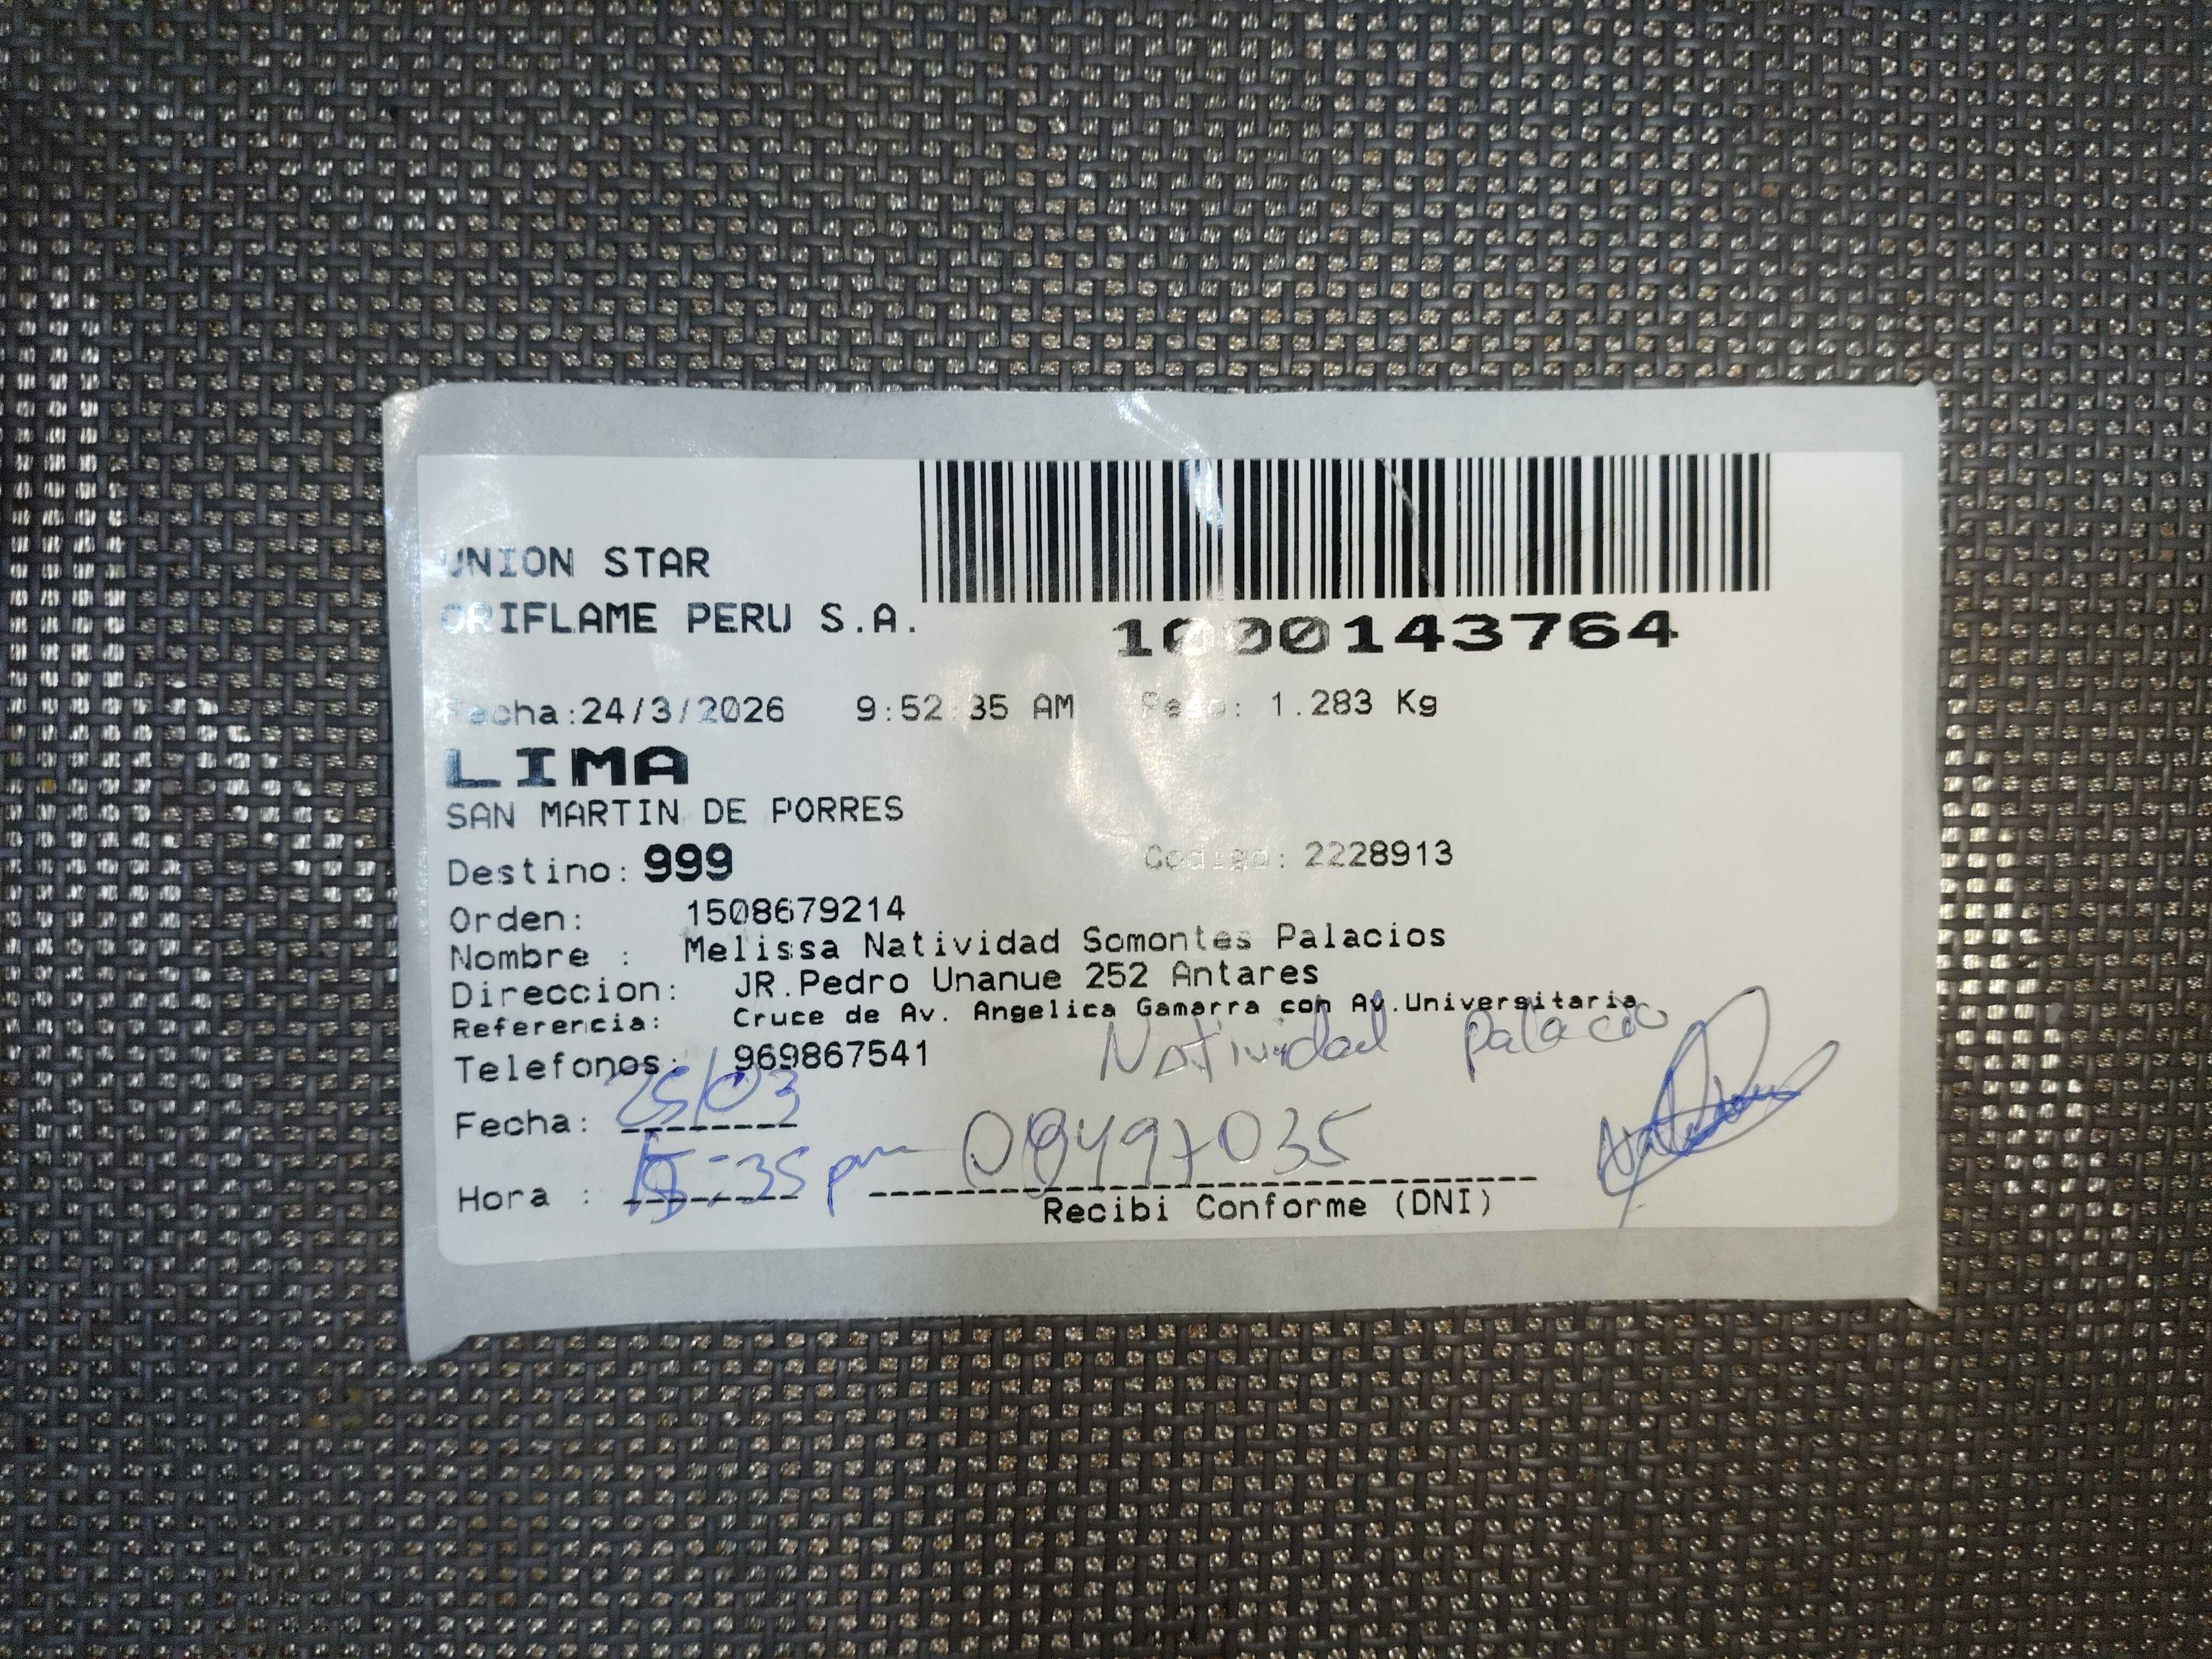 UNION STAR
ORIFLAME PERU S.A.
1000143764
Fecha:24/3/2026 9:52:35 AM Peso: 1.283 Kg
LIMA
SAN MARTIN DE PORRES
Destino: 999 Codigo: 2228913
Orden: 1508679214
Nombre : Melissa Natividad Somontes Palacios
Direccion: JR.Pedro Unanue 252 Antares
Referencia: Cruce de Av. Angelica Gamarra con Av.Universitaria
Telefonos: 969867541 Natividad Palacio
Fecha: 25/03
Hora : :35 pm 08497035
Recibi Conforme (DNI)